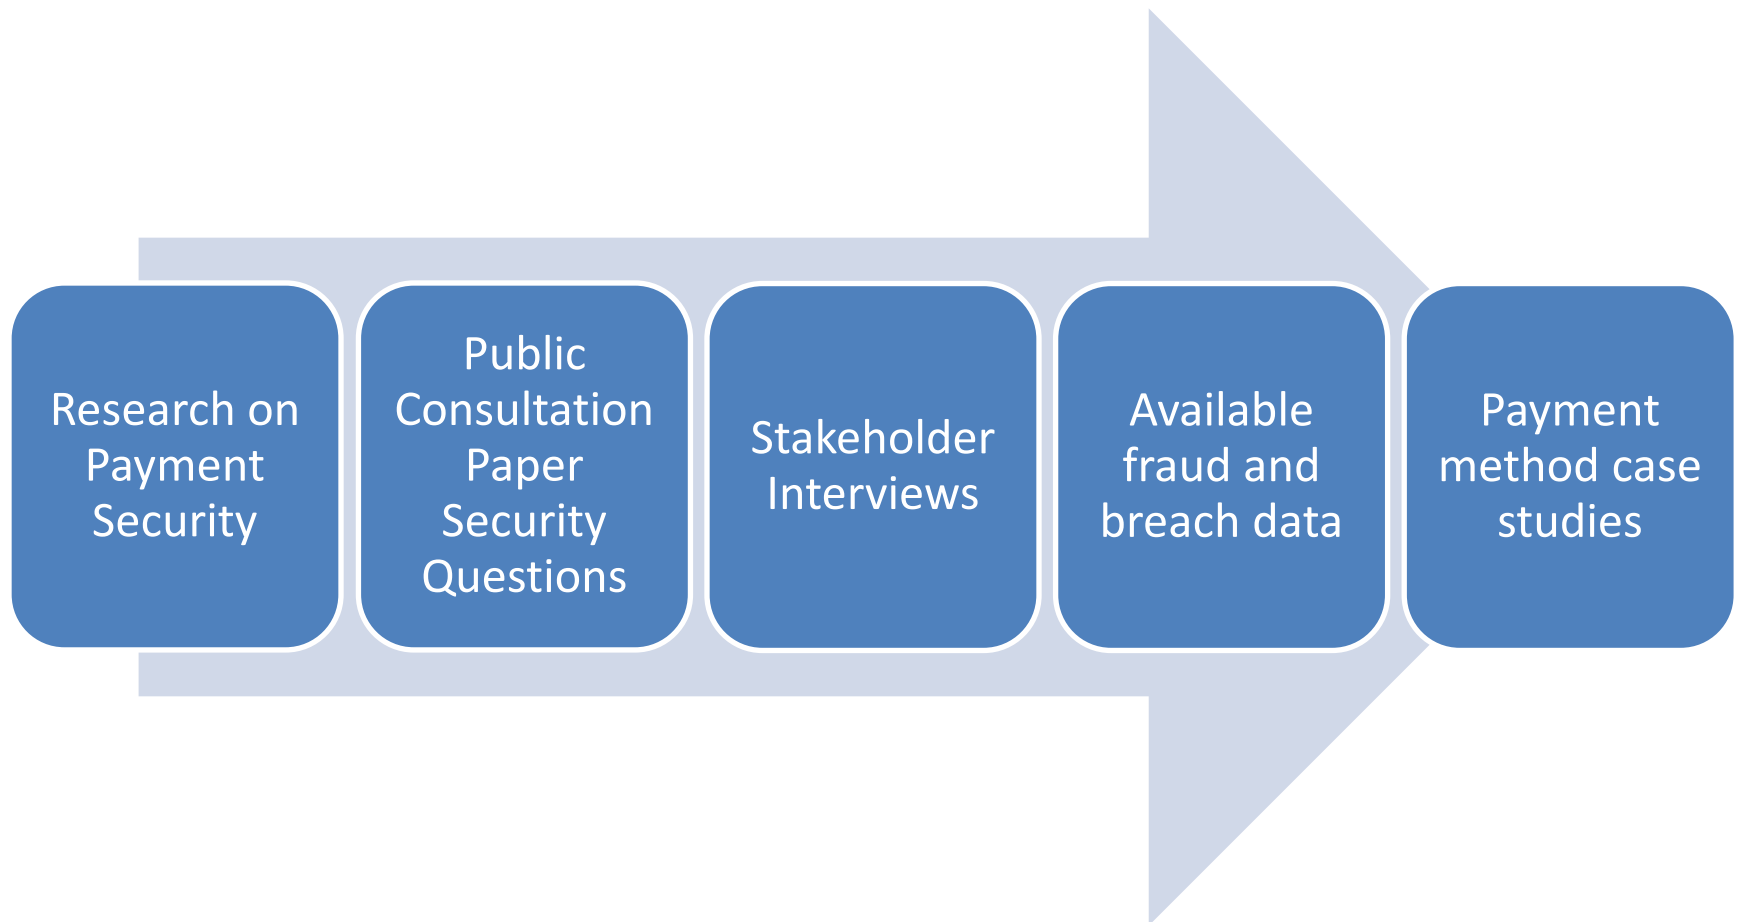 Research on
Payment
Security
Public
Consultation
Paper
Security
Questions
Stakeholder
Interviews
Available
fraud and
breach data
Payment
method case
studies